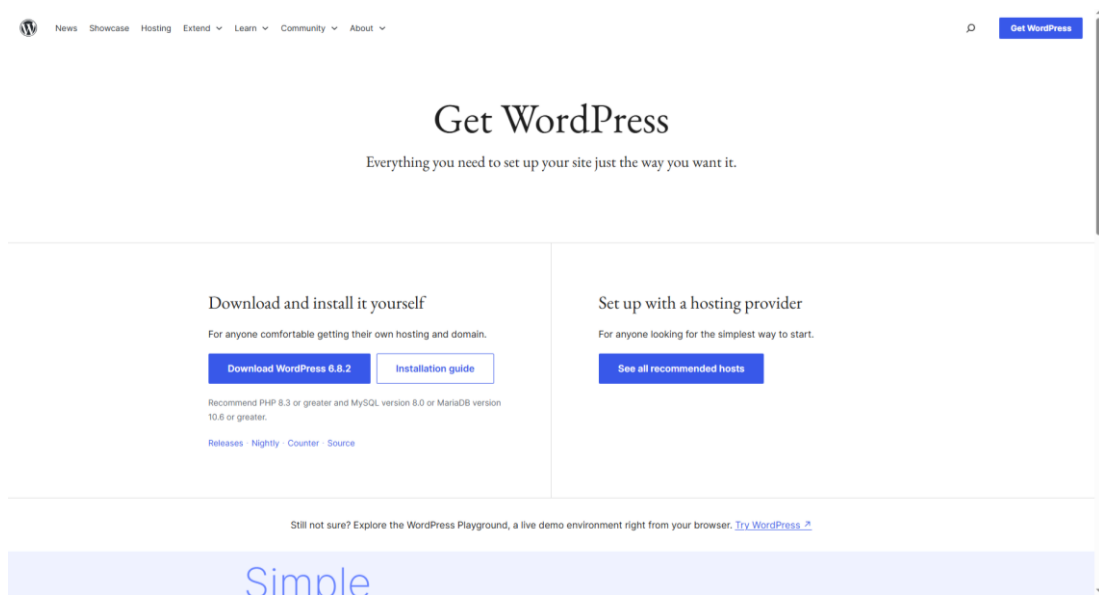 News Showcase Hosting Extend Learn Community About Get WordPress
Get WordPress
Everything you need to set up your site just the way you want it.
Download and install it yourself
For anyone comfortable getting their own hosting and domain.
Download WordPress 6.8.2 Installation guide
Recommend PHP 8.3 or greater and MySQL version 8.0 or MariaDB version
10.6 or greater.
Releases · Nightly · Counter · Source
Set up with a hosting provider
For anyone looking for the simplest way to start.
See all recommended hosts
Still not sure? Explore the WordPress Playground, a live demo environment right from your browser. Try WordPress ↗
Simple